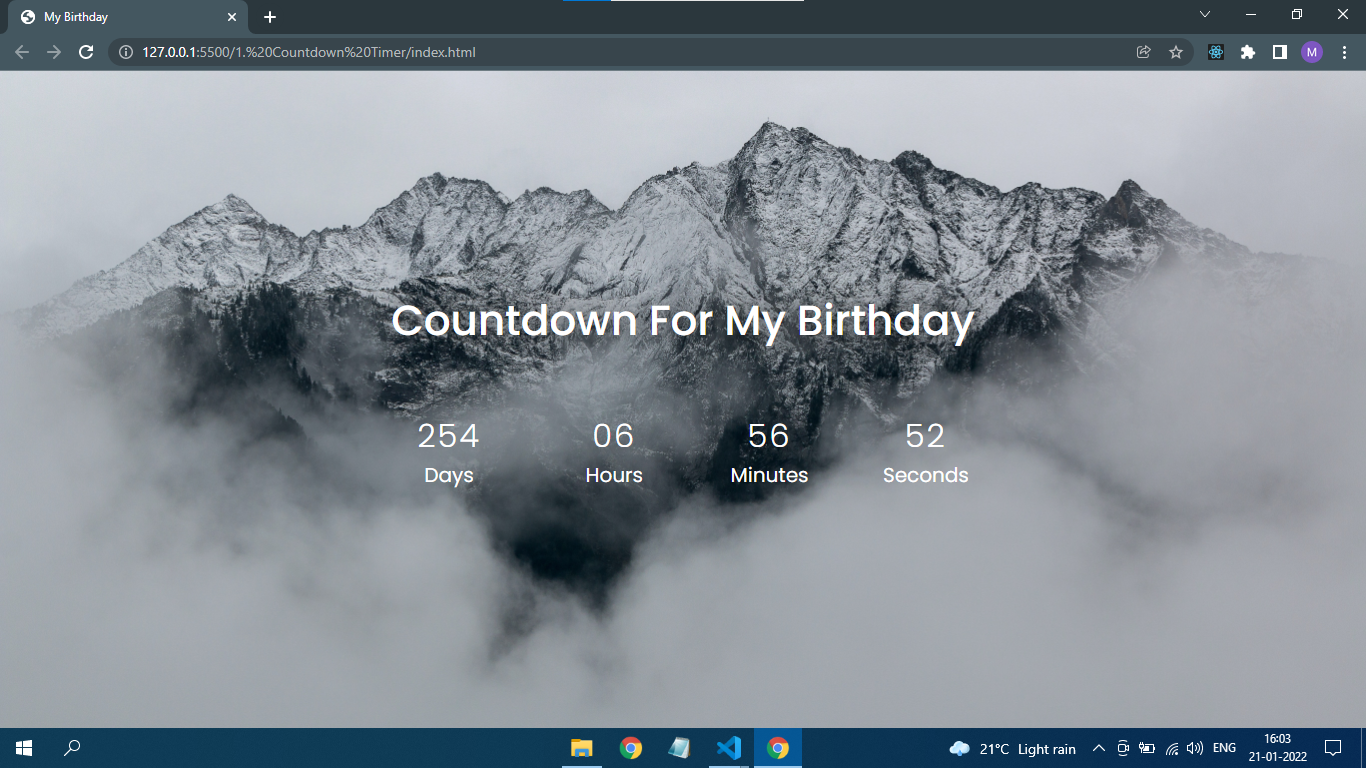 My Birthday
127.0.0.1:5500/1.%20Countdown%20Timer/index.html
M
Countdown For My Birthday
254 06 56 52
Days Hours Minutes Seconds
21°C Light rain
ENG
16:03
21-01-2022